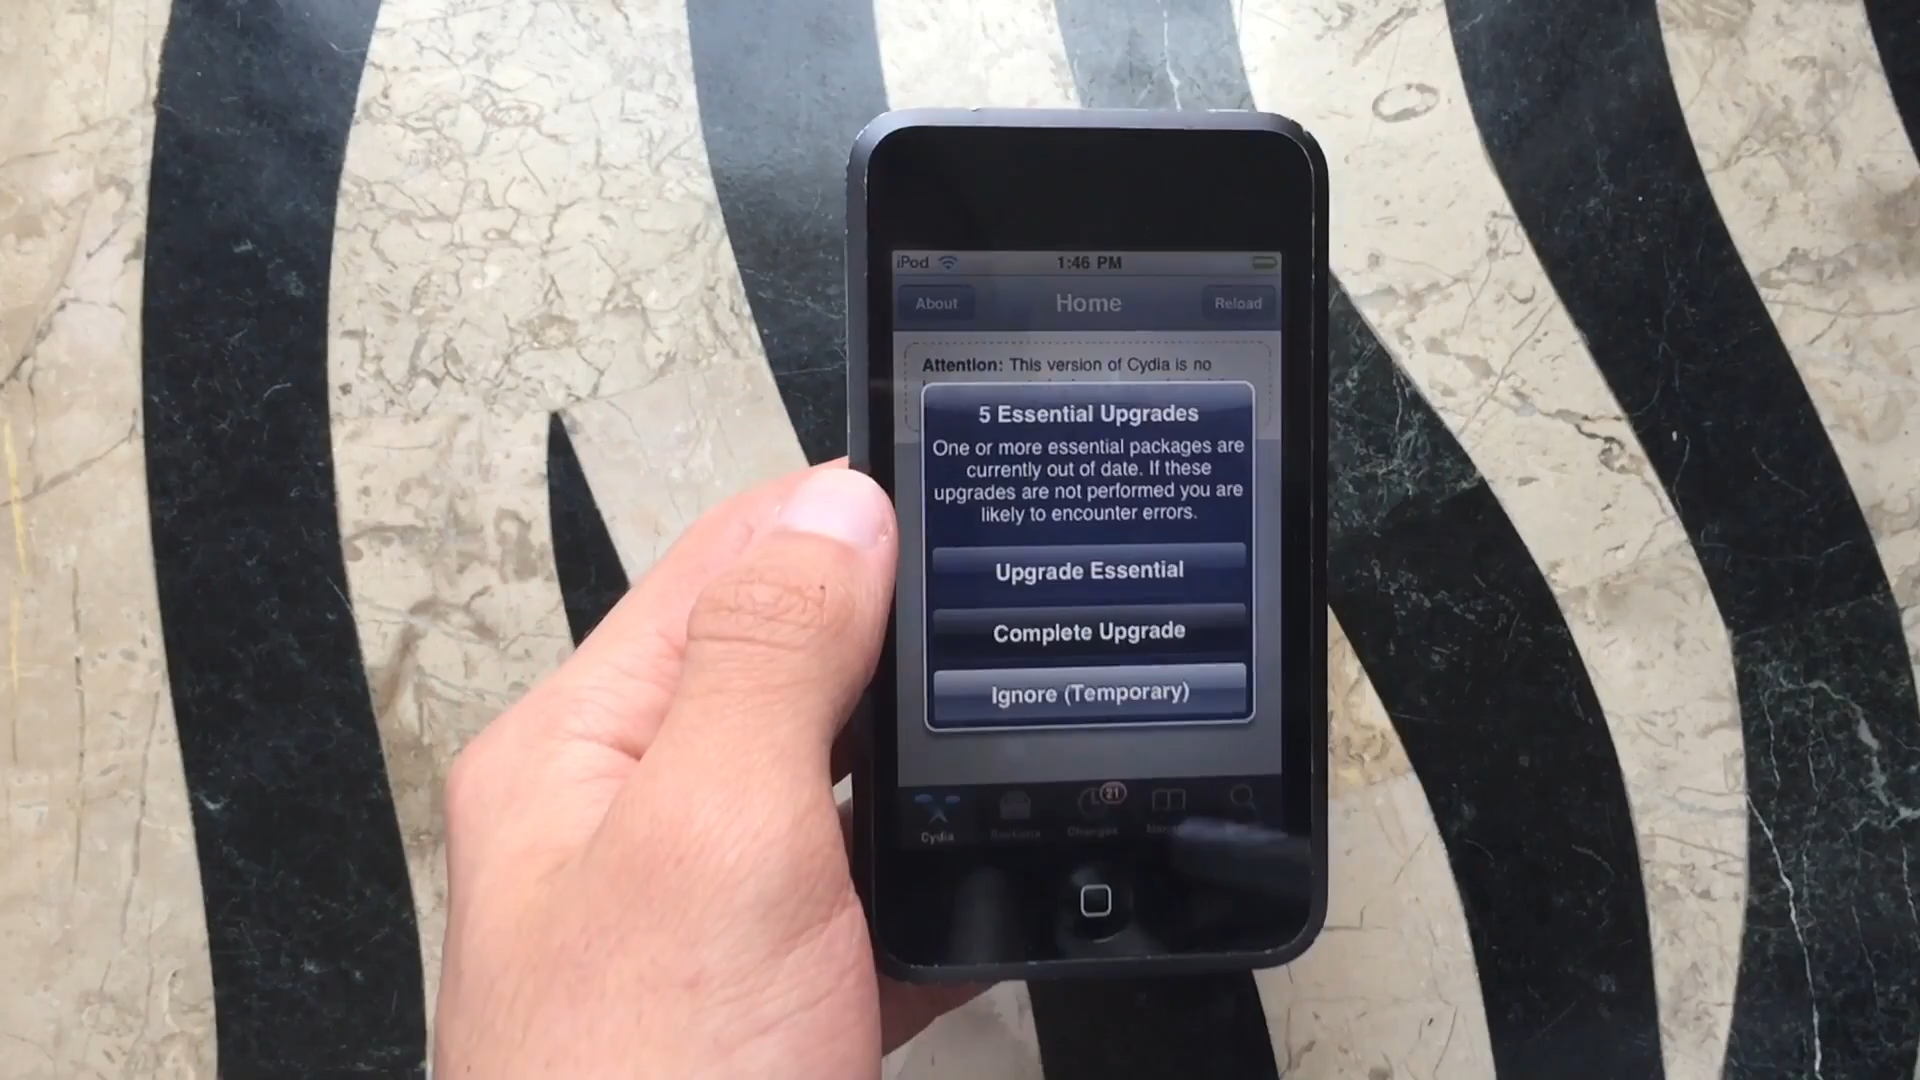 iPod
1:46 PM
About
Home
Reload
Attention: This version of Cydia is no
5 Essential Upgrades
One or more essential packages are
currently out of date. If these
upgrades are not performed you are
likely to encounter errors.
Upgrade Essential
Complete Upgrade
Ignore (Temporary)
21
Cydia
Changes